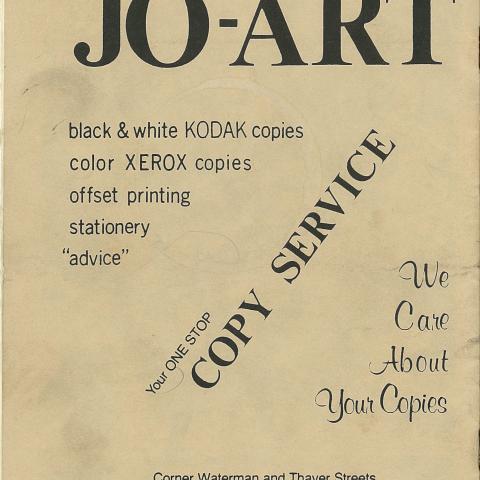 JO-ART
black & white KODAK copies
color XEROX copies
offset printing
stationery
“advice”
Your ONE STOP
COPY SERVICE
We
Care
About
Your Copies
Corner Waterman and Thayer Streets